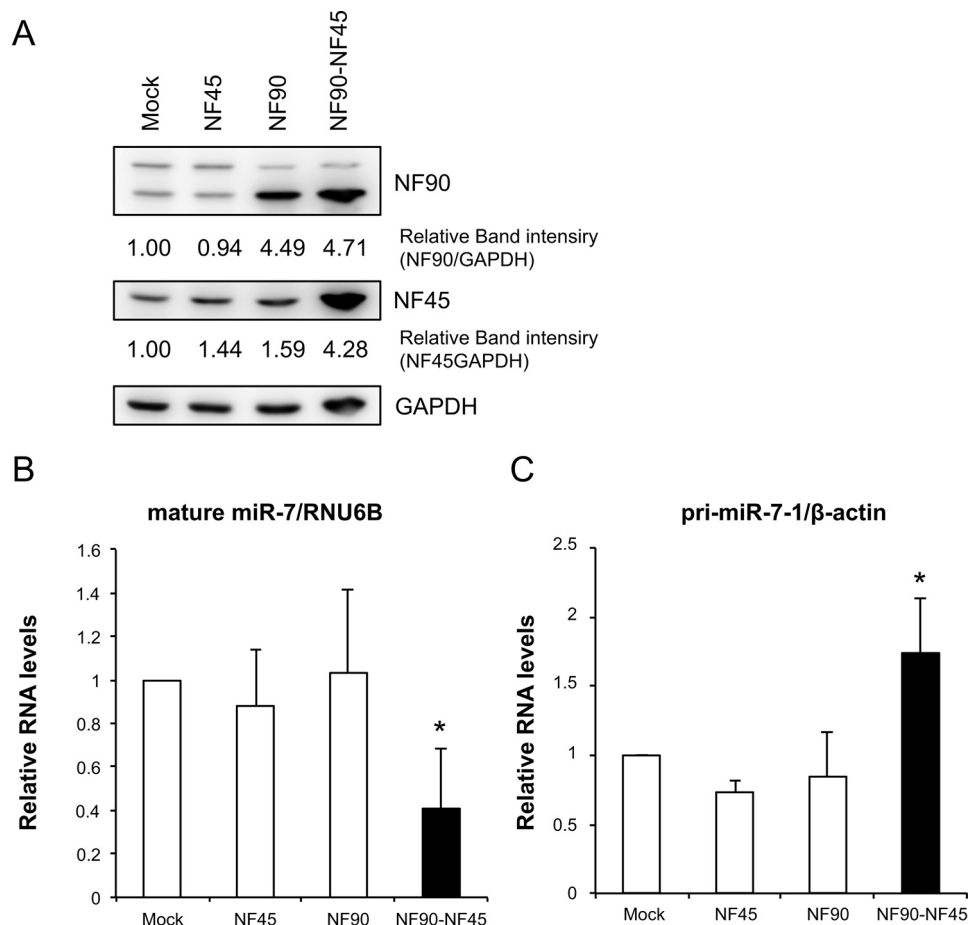 A
Mock
NF45
NF90
NF90-NF45
NF90
1.00 0.94 4.49 4.71
Relative Band intensiry
(NF90/GAPDH)
NF45
1.00 1.44 1.59 4.28
Relative Band intensiry
(NF45GAPDH)
GAPDH
B
mature miR-7/RNU6B
Relative RNA levels
1.6
1.4
1.2
1
0.8
0.6
0.4
0.2
0
*
Mock NF45 NF90 NF90-NF45
C
pri-miR-7-1/β-actin
Relative RNA levels
2.5
2
1.5
1
0.5
0
*
Mock NF45 NF90 NF90-NF45